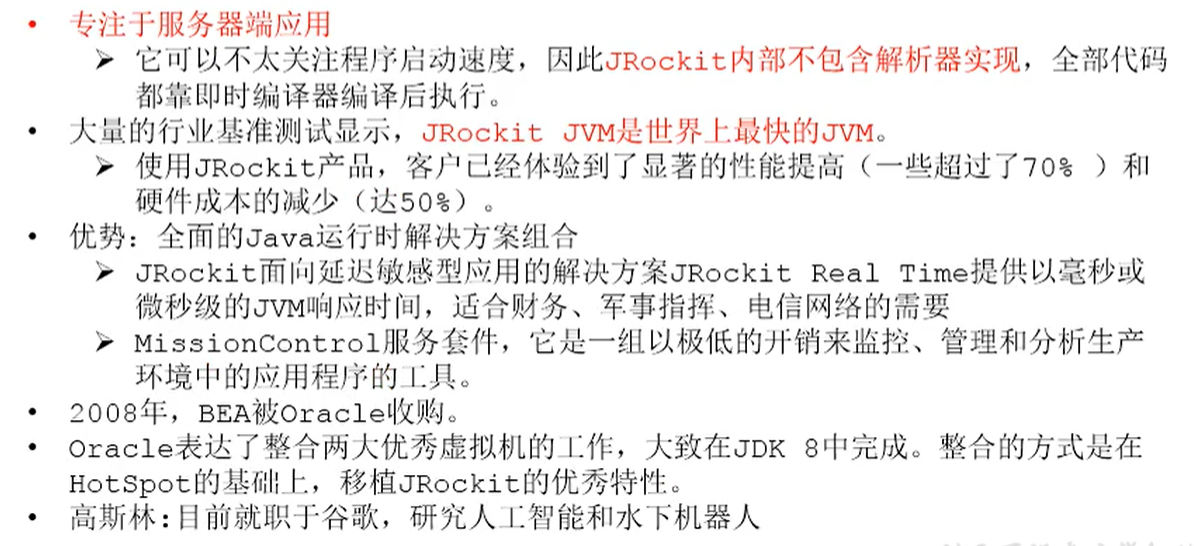 • 专注于服务器端应用
➢ 它可以不太关注程序启动速度，因此JRockit内部不包含解析器实现，全部代码
都靠即时编译器编译后执行。
• 大量的行业基准测试显示，JRockit JVM是世界上最快的JVM。
➢ 使用JRockit产品，客户已经体验到了显著的性能提高（一些超过了70% ）和
硬件成本的减少（达50%）。
• 优势：全面的Java运行时解决方案组合
➢ JRockit面向延迟敏感型应用的解决方案JRockit Real Time提供以毫秒或
微秒级的JVM响应时间，适合财务、军事指挥、电信网络的需要
➢ MissionControl服务套件，它是一组以极低的开销来监控、管理和分析生产
环境中的应用程序的工具。
• 2008年，BEA被Oracle收购。
• Oracle表达了整合两大优秀虚拟机的工作，大致在JDK 8中完成。整合的方式是在
HotSpot的基础上，移植JRockit的优秀特性。
• 高斯林:目前就职于谷歌，研究人工智能和水下机器人